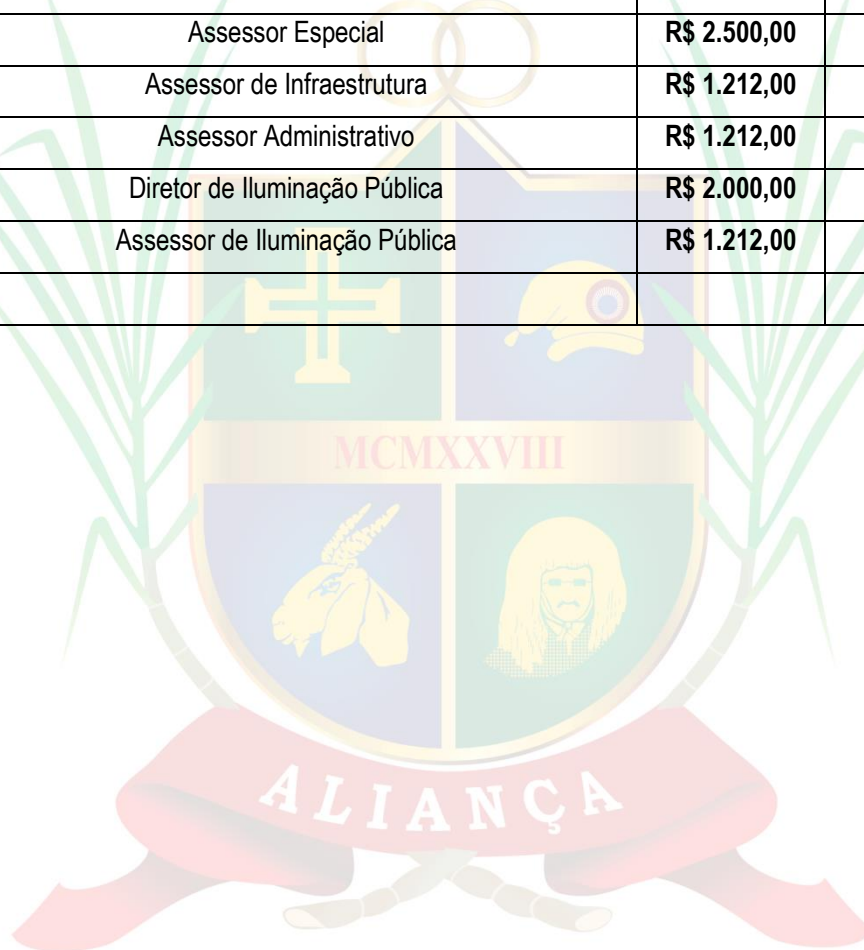 Assessor Especial R$ 2.500,00
Assessor de Infraestrutura R$ 1.212,00
Assessor Administrativo R$ 1.212,00
Diretor de Iluminação Pública R$ 2.000,00
Assessor de Iluminação Pública R$ 1.212,00
MCMXXVIII
ALIANÇA